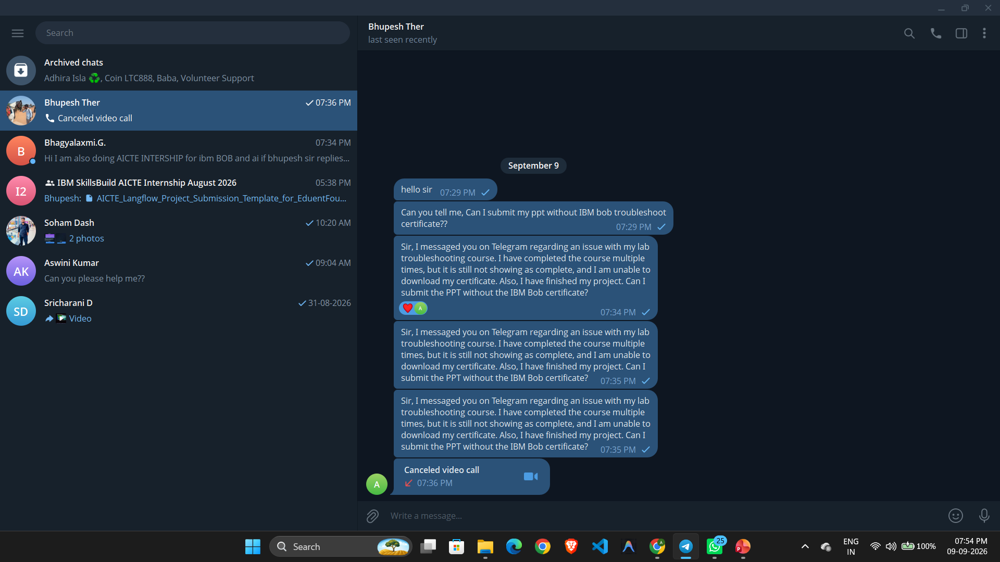 Search
Archived chats
Adhira Isla ♻, Coin LTC888, Baba, Volunteer Support
Bhupesh Ther
07:36 PM
Canceled video call
B
Bhagyalaxmi.G.
07:34 PM
Hi I am also doing AICTE INTERSHIP for ibm BOB and ai if bhupesh sir replies...
I2
IBM SkillsBuild AICTE Internship August 2026
05:38 PM
Bhupesh: AICTE_Langflow_Project_Submission_Template_for_EduentFou...
Soham Dash
10:20 AM
2 photos
AK
Aswini Kumar
09:04 AM
Can you please help me??
SD
Sricharani D
31-08-2026
Video
Bhupesh Ther
last seen recently
September 9
hello sir 07:29 PM
Can you tell me, Can I submit my ppt without IBM bob troubleshoot
certificate?? 07:29 PM
Sir, I messaged you on Telegram regarding an issue with my lab
troubleshooting course. I have completed the course multiple
times, but it is still not showing as complete, and I am unable to
download my certificate. Also, I have finished my project. Can I
submit the PPT without the IBM Bob certificate?
❤ A
07:34 PM
Sir, I messaged you on Telegram regarding an issue with my lab
troubleshooting course. I have completed the course multiple
times, but it is still not showing as complete, and I am unable to
download my certificate. Also, I have finished my project. Can I
submit the PPT without the IBM Bob certificate? 07:35 PM
Sir, I messaged you on Telegram regarding an issue with my lab
troubleshooting course. I have completed the course multiple
times, but it is still not showing as complete, and I am unable to
download my certificate. Also, I have finished my project. Can I
submit the PPT without the IBM Bob certificate? 07:35 PM
Canceled video call
07:36 PM
A
Write a message...
Search
A
25
P
ENG
IN
100%
07:54 PM
09-09-2026